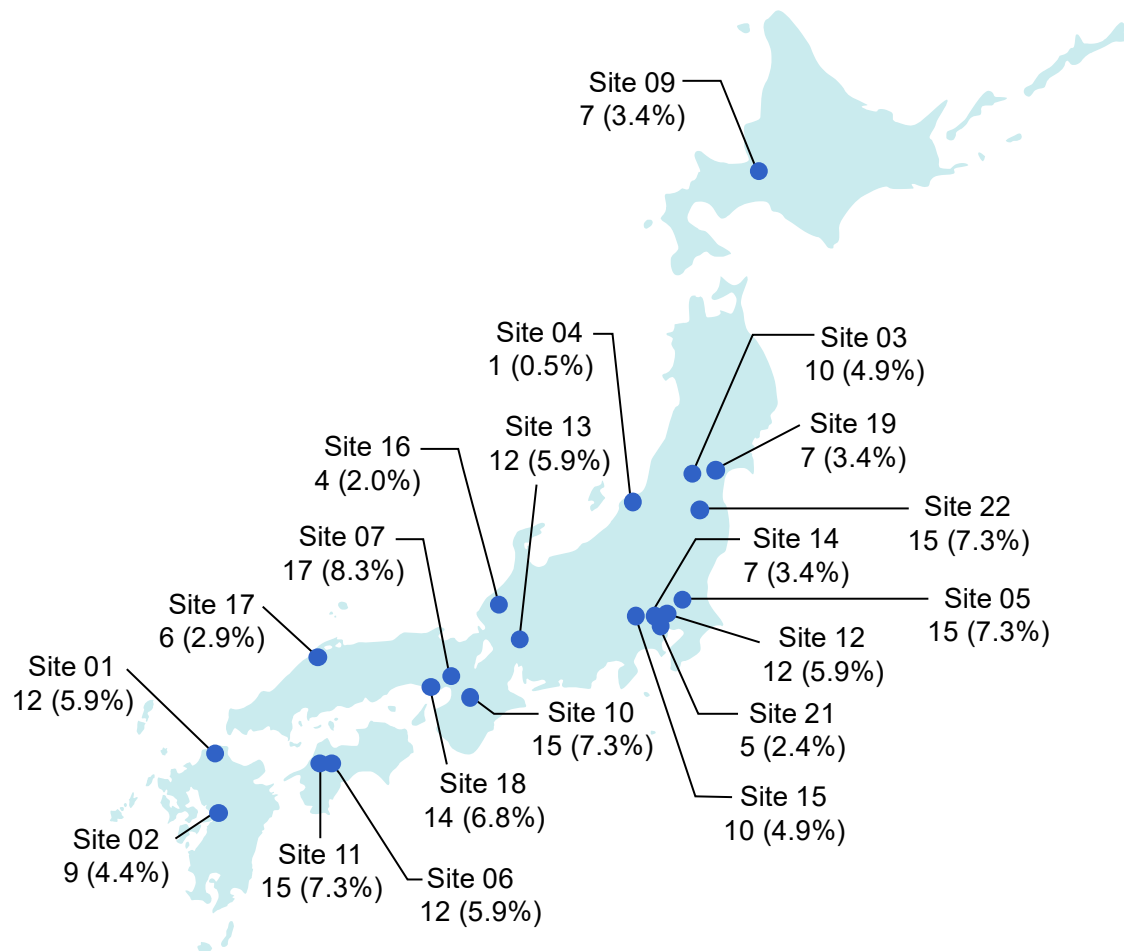 Site 09
7 (3.4%)
Site 04
1 (0.5%)
Site 03
10 (4.9%)
Site 13
12 (5.9%)
Site 19
7 (3.4%)
Site 16
4 (2.0%)
Site 22
15 (7.3%)
Site 07
17 (8.3%)
Site 14
7 (3.4%)
Site 17
6 (2.9%)
Site 05
15 (7.3%)
Site 12
12 (5.9%)
Site 01
12 (5.9%)
Site 10
15 (7.3%)
Site 21
5 (2.4%)
Site 18
14 (6.8%)
Site 15
10 (4.9%)
Site 02
9 (4.4%)
Site 11
15 (7.3%)
Site 06
12 (5.9%)